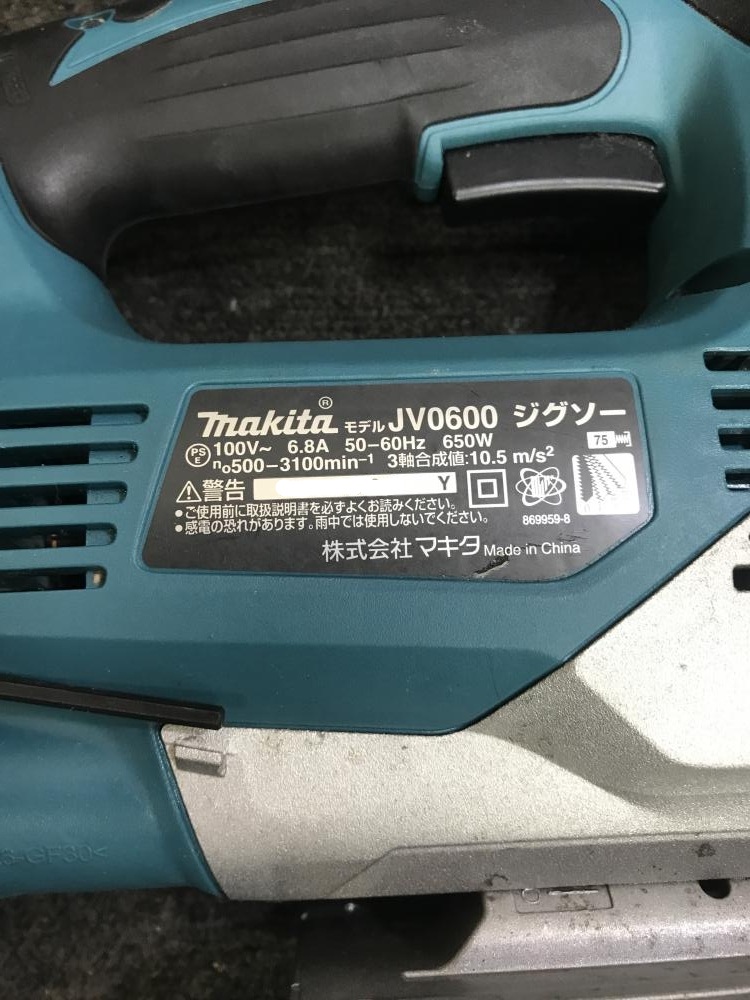 makita® モデル JV0600 ジグソー
PSE 100V~ 6.8A 50-60Hz 650W
n₀500-3100min⁻¹ 3軸合成値:10.5 m/s²
75
⚠警告 Y
•ご使用前に取扱説明書を必ずよくお読みください。
•感電の恐れがあります。雨中では使用しないでください。
869959-8
株式会社マキタ Made in China
-GF30<